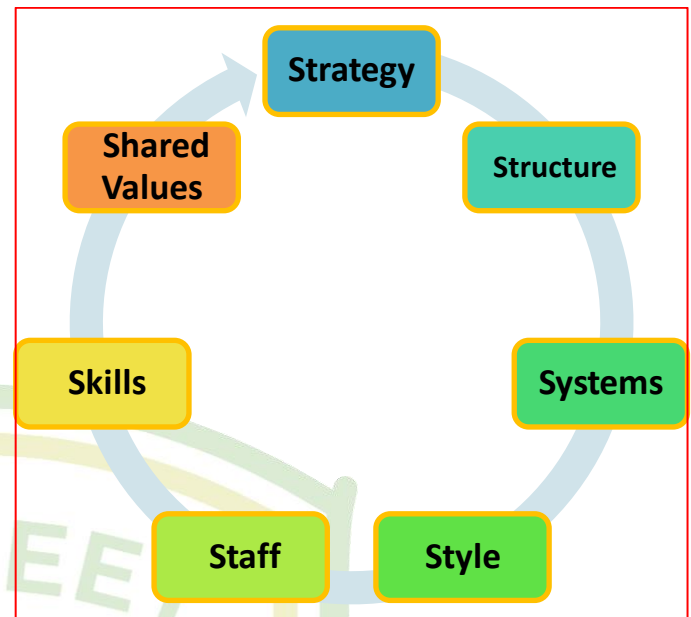 Strategy
Structure
Systems
Style
Staff
Skills
Shared
Values